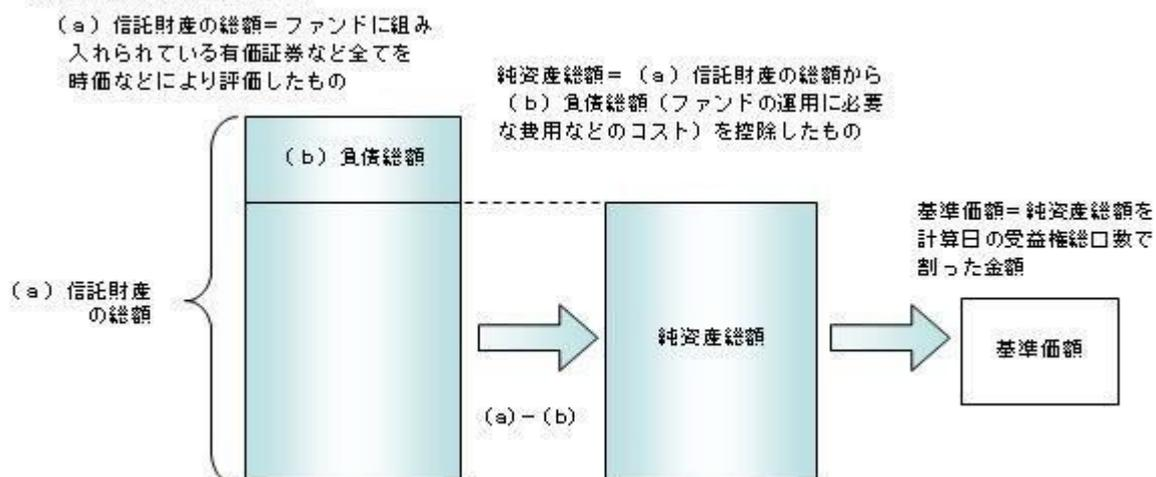 (a)信託財産の総額=ファンドに組み
入れられている有価証券など全てを
時価などにより評価したもの
純資産総額=(a)信託財産の総額から
(b)負債総額(ファンドの運用に必要
な費用などのコスト)を控除したもの
(b)負債総額
基準価額=純資産総額を
計算日の受益権総口数で
割った金額
(a)信託財産
の総額
純資産総額
基準価額
(a)-(b)